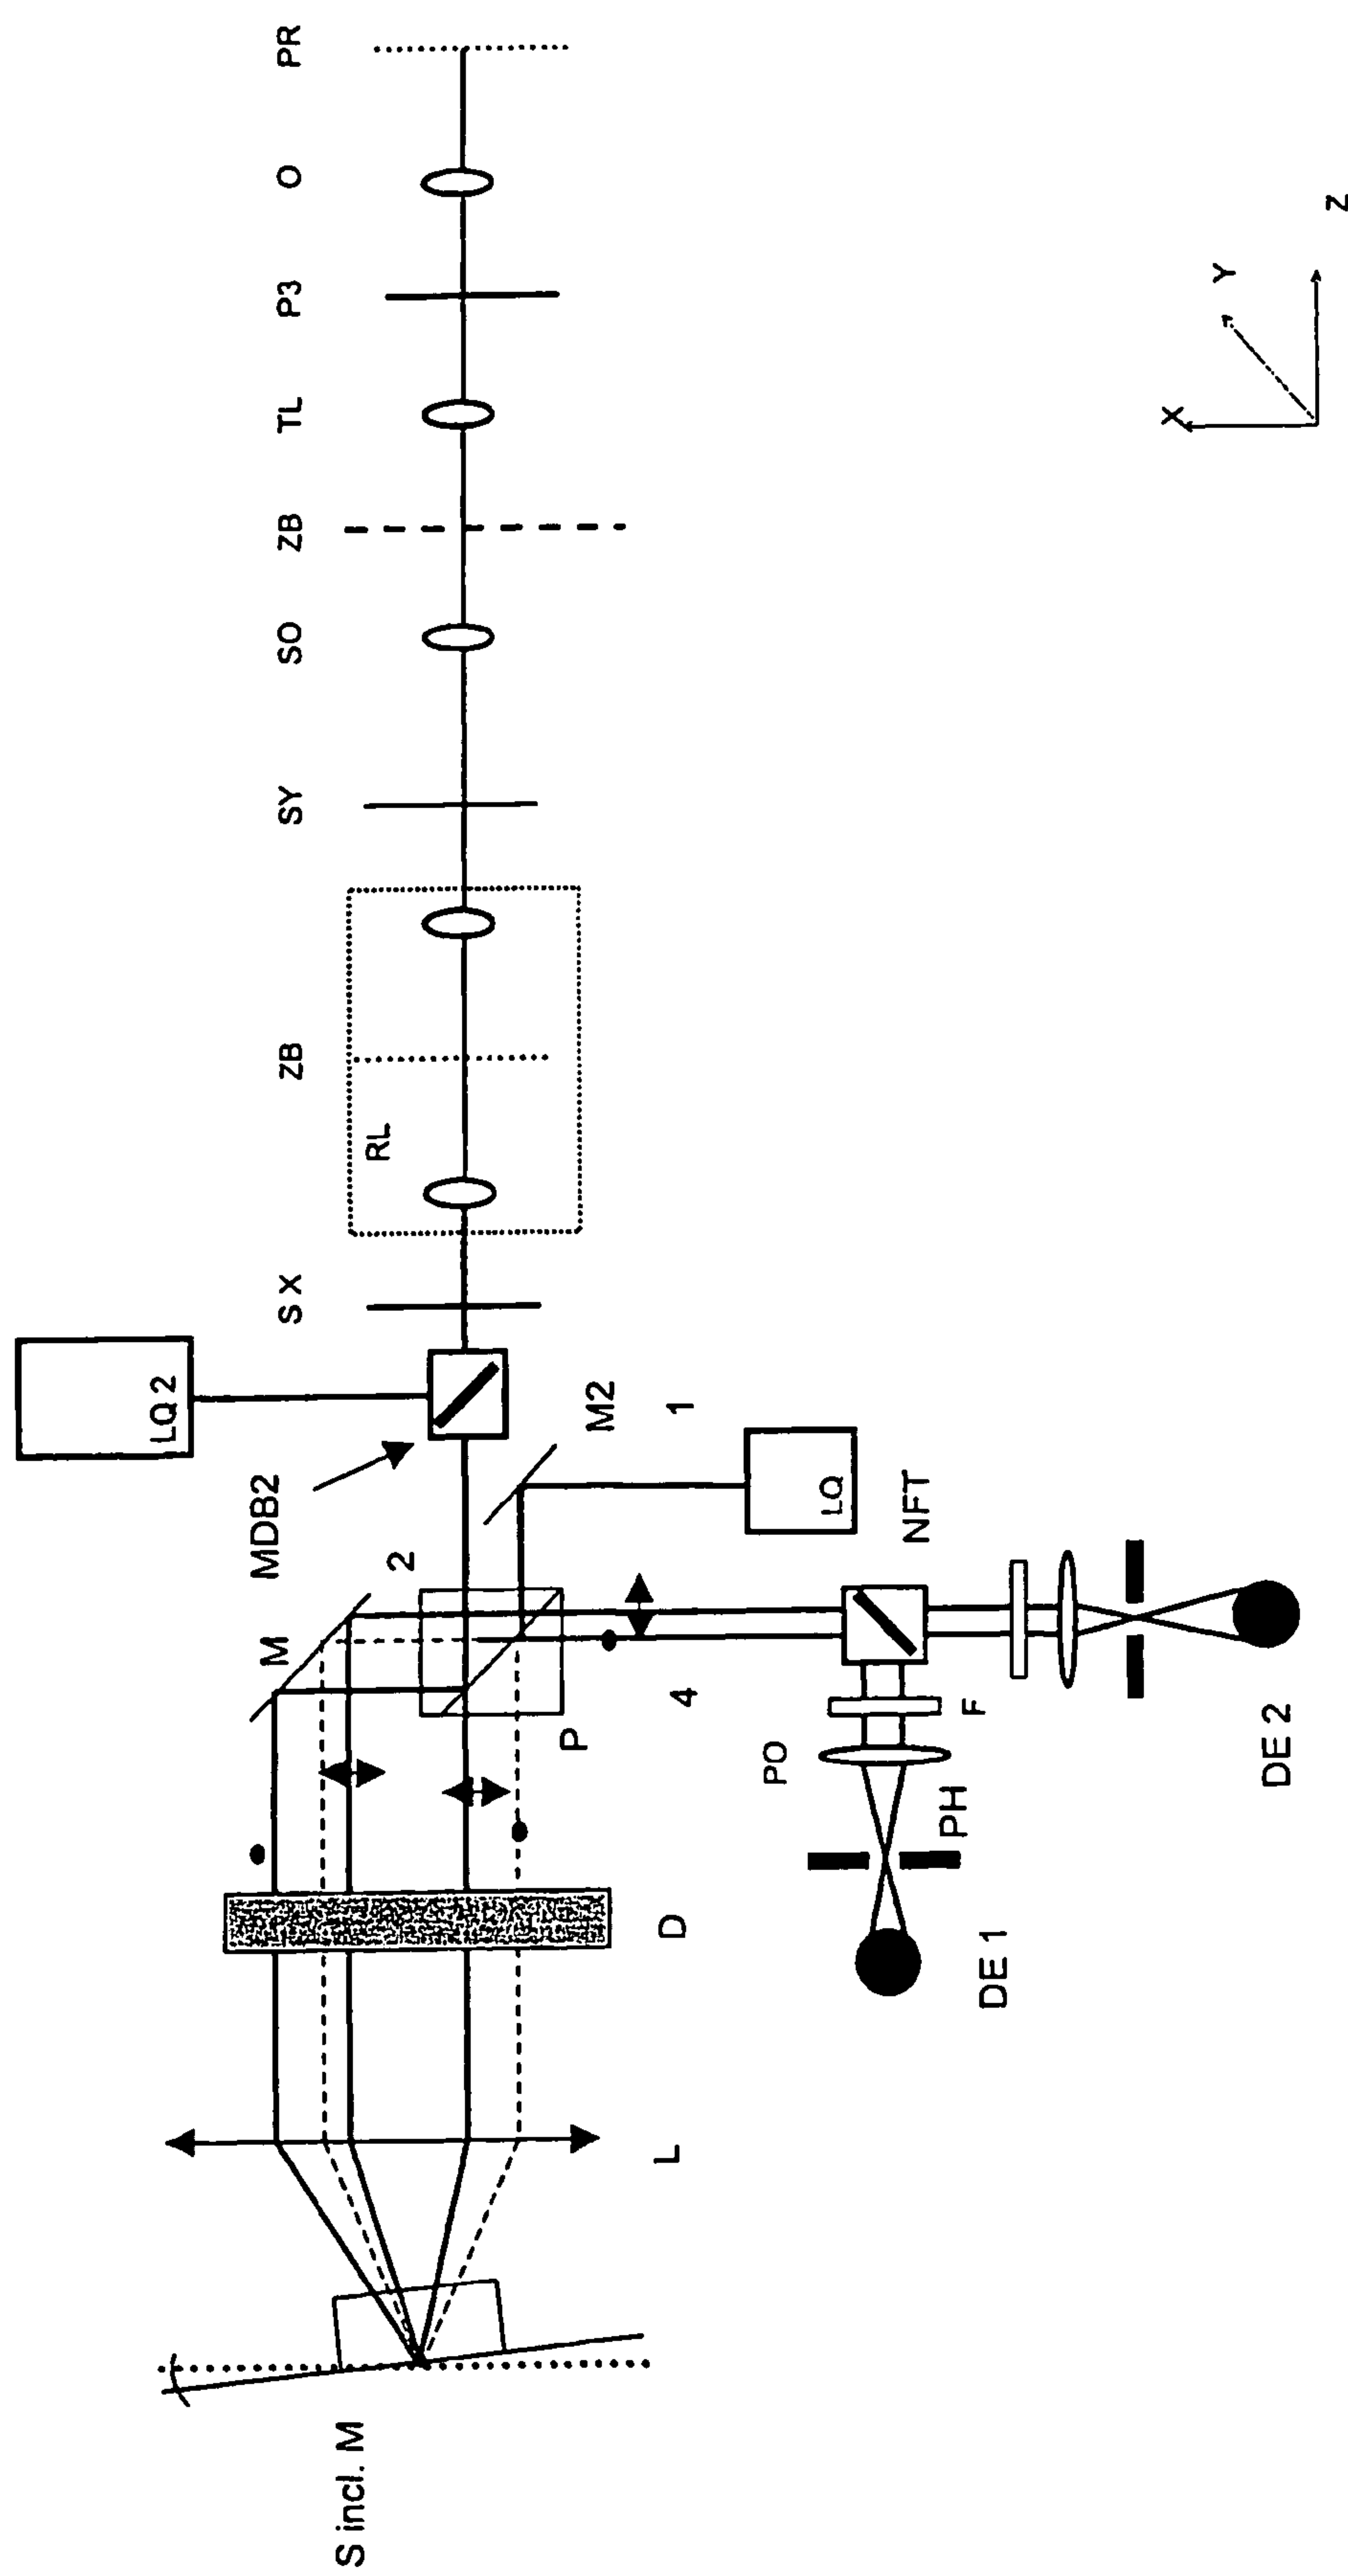 PR
O
P3
TL
ZB
SO
SY
ZB
RL
S X
LQ 2
MDB2
M2
1
LQ
2
M
NFT
P
4
F
PO
PH
DE 2
DE 1
D
L
S incl. M
X
Y
Z